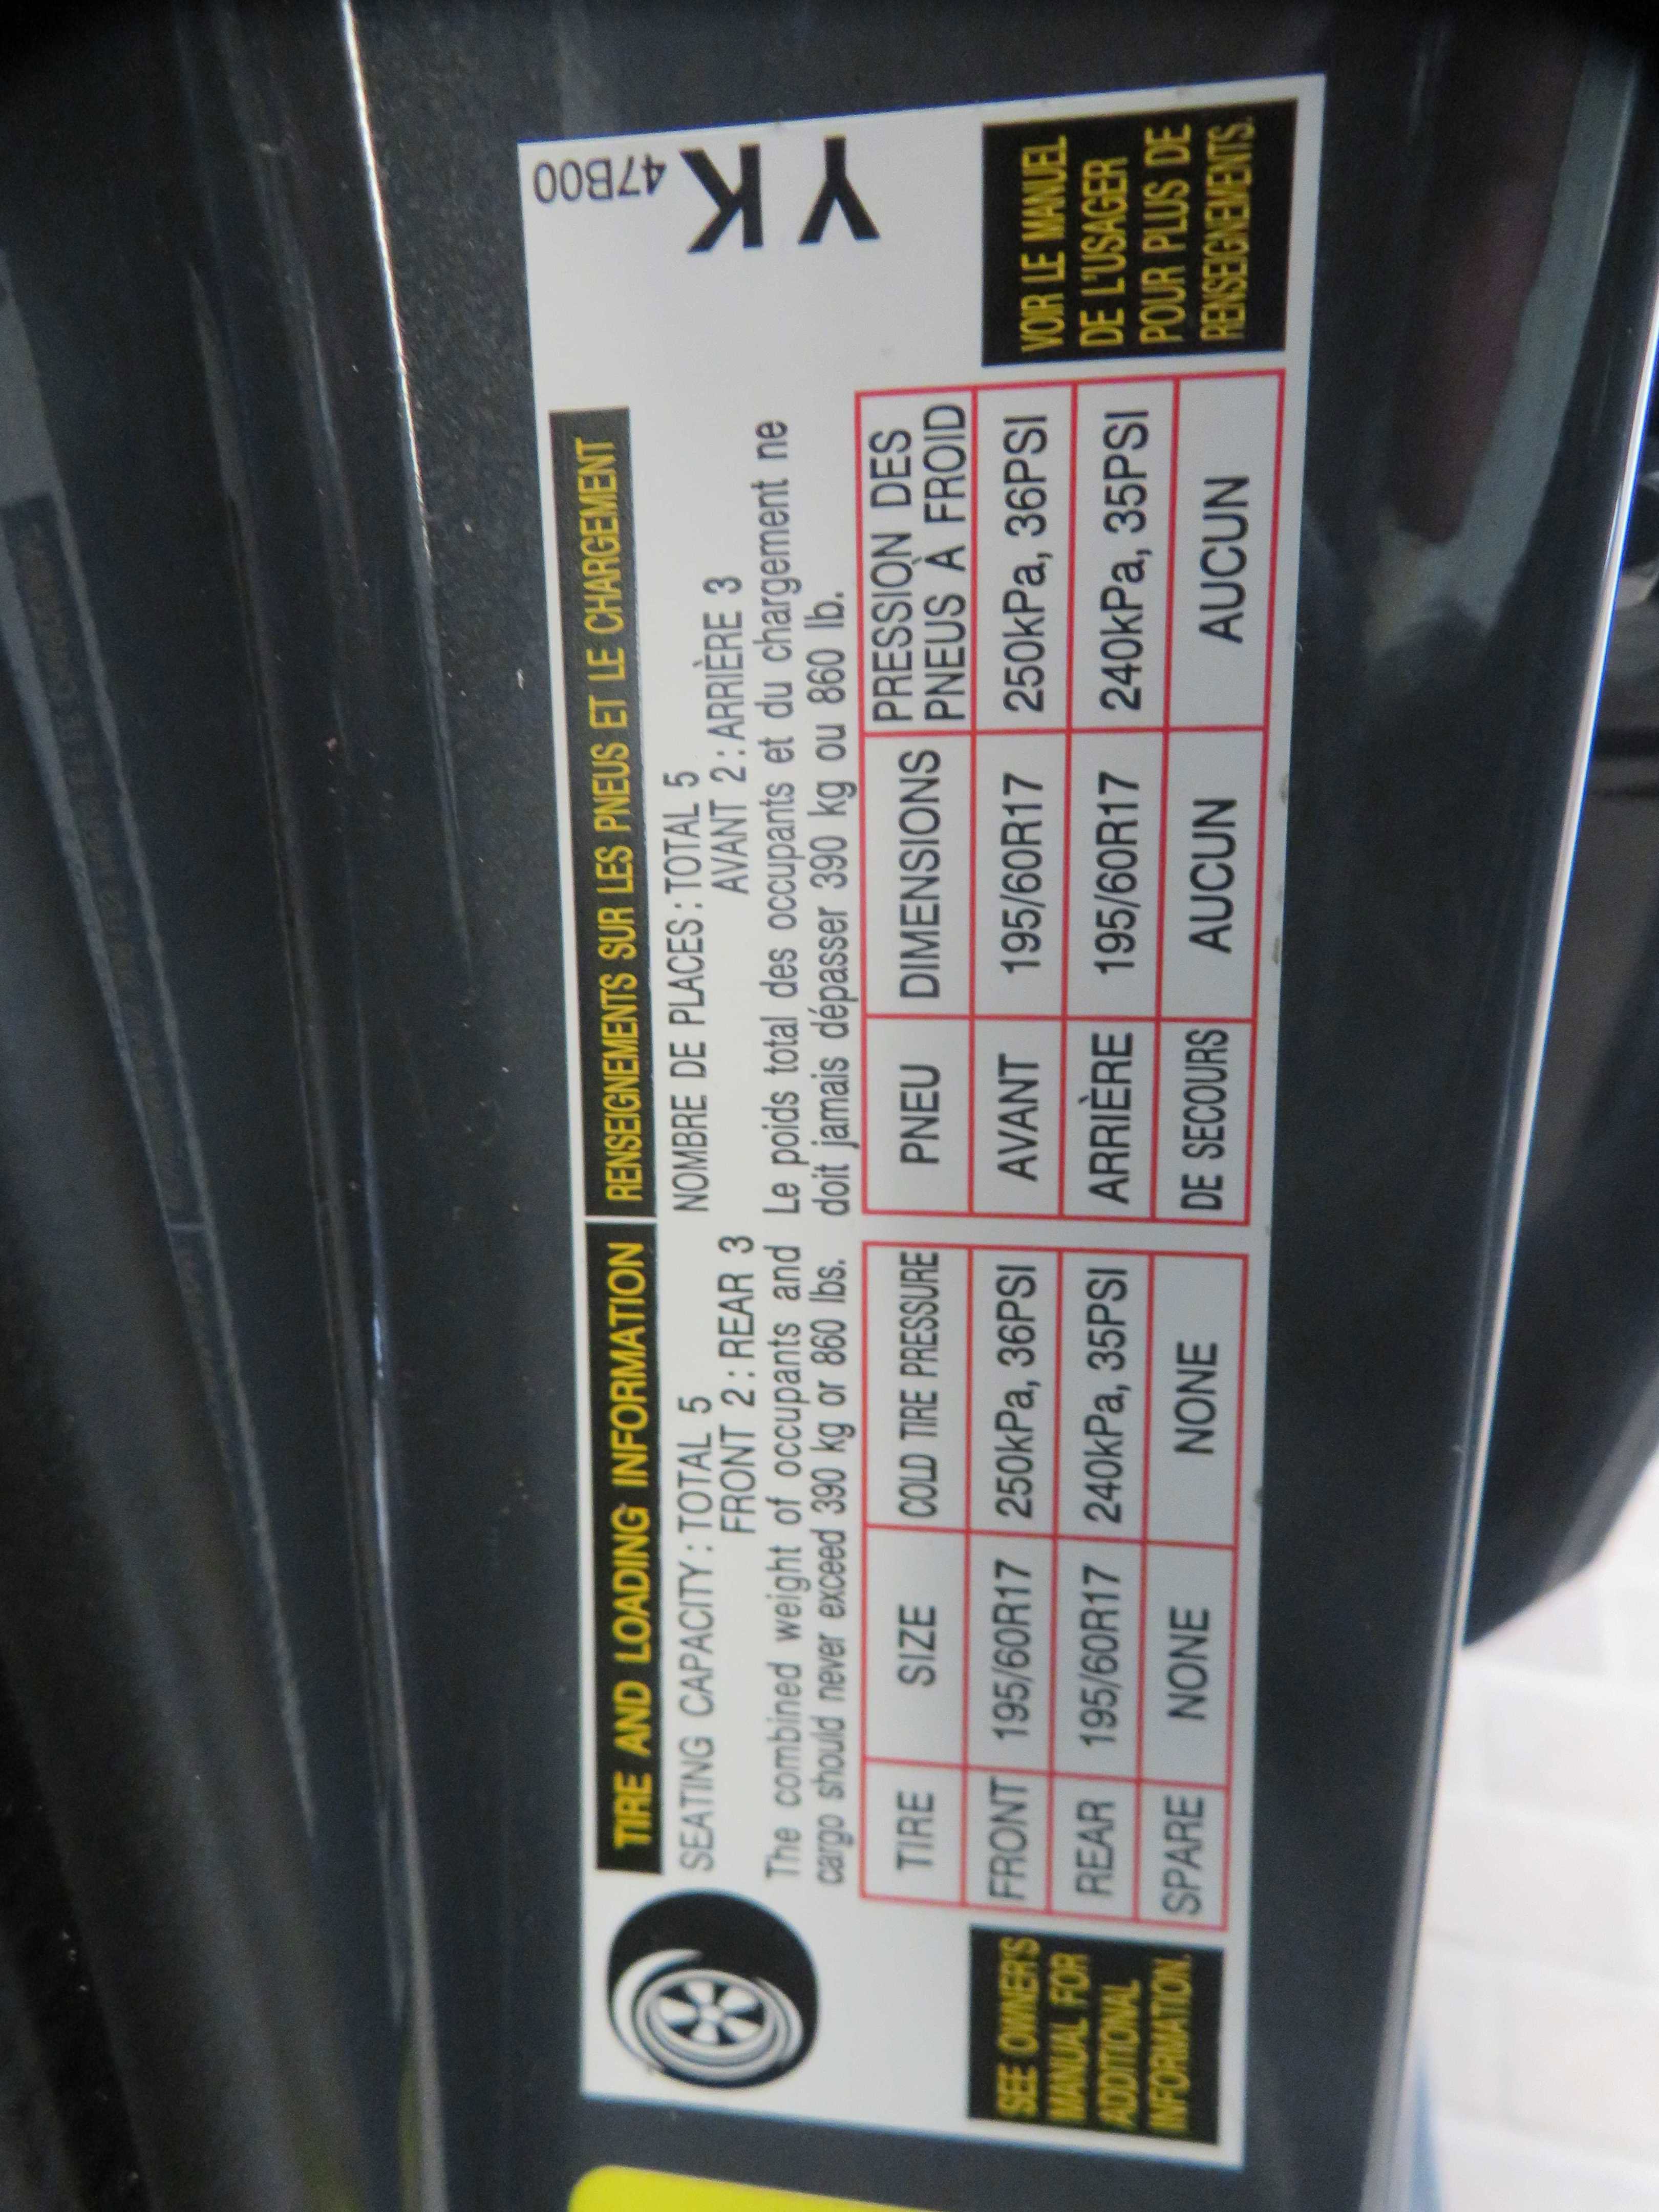 TIRE AND LOADING INFORMATION
SEATING CAPACITY : TOTAL 5
FRONT 2 : REAR 3
The combined weight of occupants and
cargo should never exceed 390 kg or 860 lbs.
TIRE SIZE COLD TIRE PRESSURE
FRONT 195/60R17 250kPa, 36PSI
REAR 195/60R17 240kPa, 35PSI
SPARE NONE NONE
SEE OWNER'S
MANUAL FOR
ADDITIONAL
INFORMATION.
RENSEIGNEMENTS SUR LES PNEUS ET LE CHARGEMENT
NOMBRE DE PLACES : TOTAL 5
AVANT 2 : ARRIÈRE 3
Le poids total des occupants et du chargement ne
doit jamais dépasser 390 kg ou 860 lb.
PNEU DIMENSIONS PRESSION DES
PNEUS À FROID
AVANT 195/60R17 250kPa, 36PSI
ARRIÈRE 195/60R17 240kPa, 35PSI
DE SECOURS AUCUN AUCUN
VOIR LE MANUEL
DE L'USAGER
POUR PLUS DE
RENSEIGNEMENTS.
47B00
YK